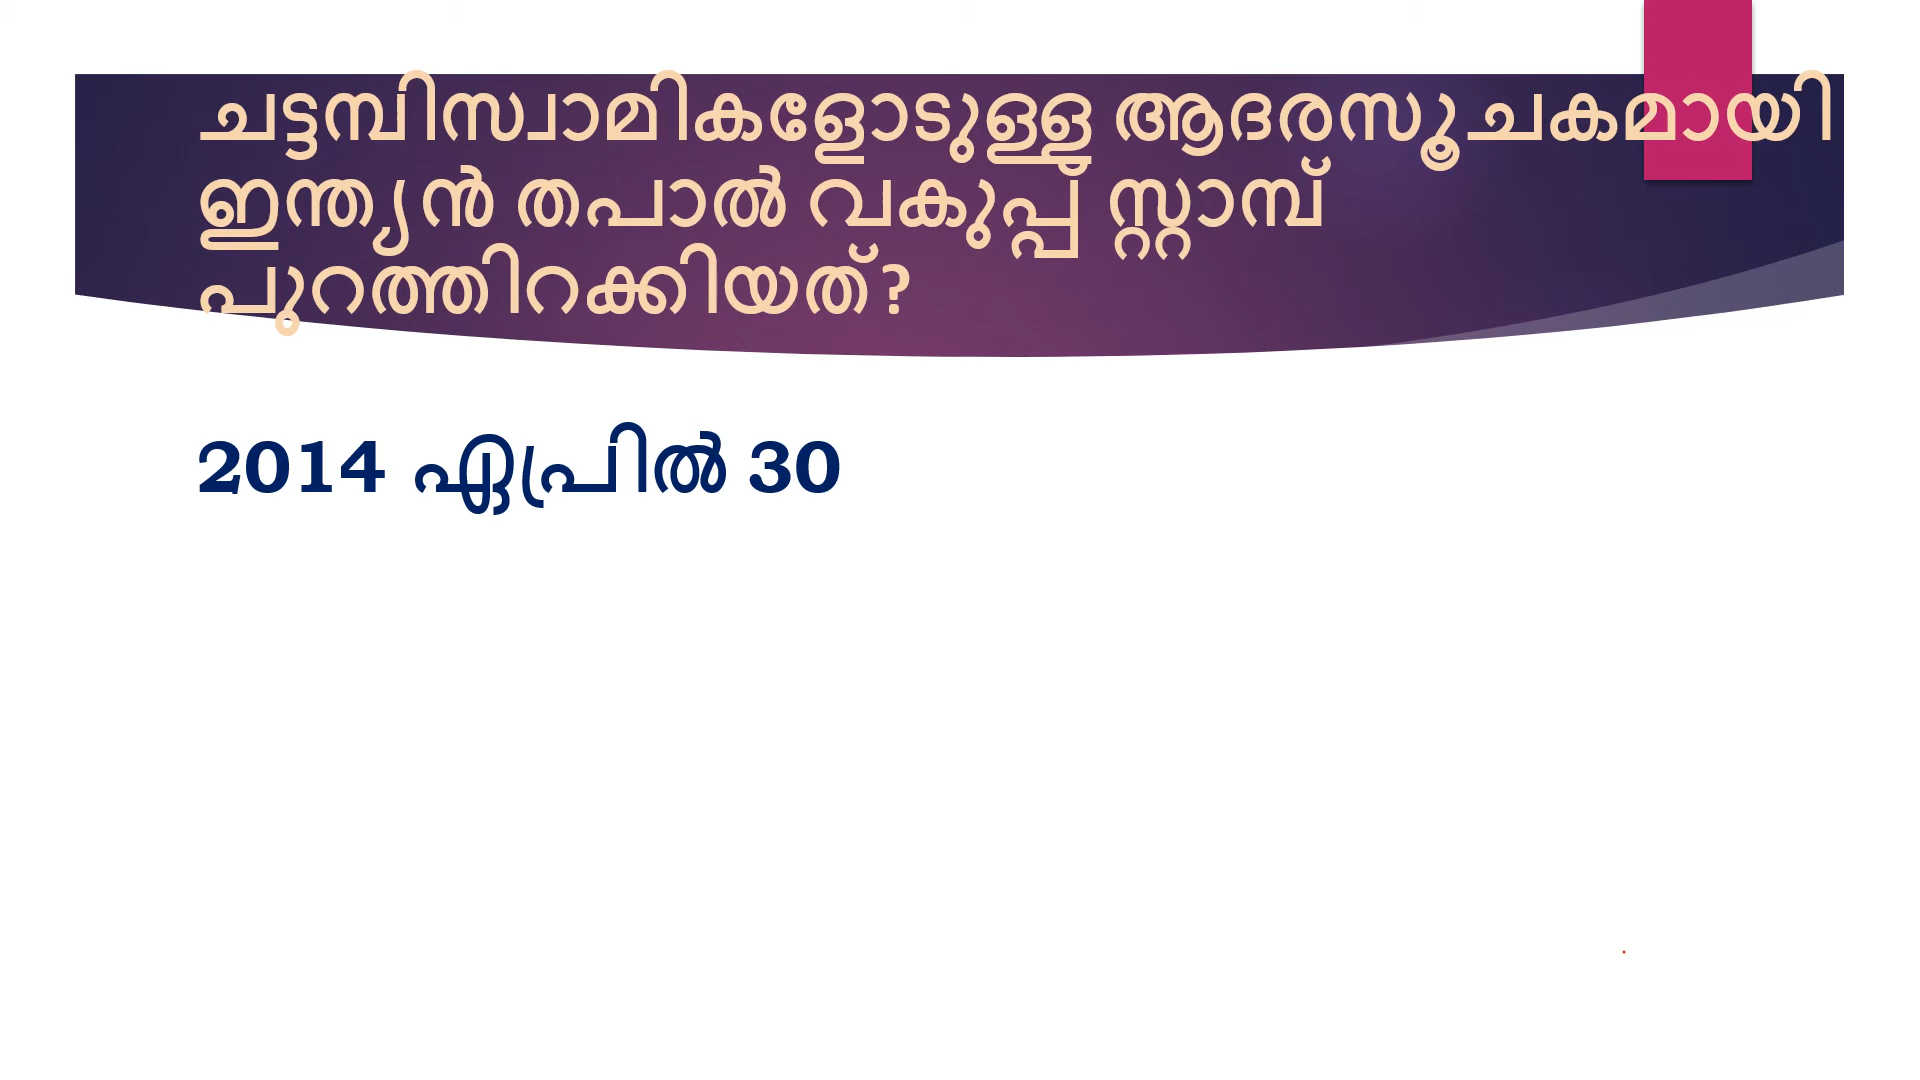 ചട്ടമ്പിസ്വാമികളോടുള്ള ആദരസൂചകമായി
ഇന്ത്യൻ തപാൽ വകുപ്പ് സ്റ്റാമ്പ്
പുറത്തിറക്കിയത്?
2014 ഏപ്രിൽ 30